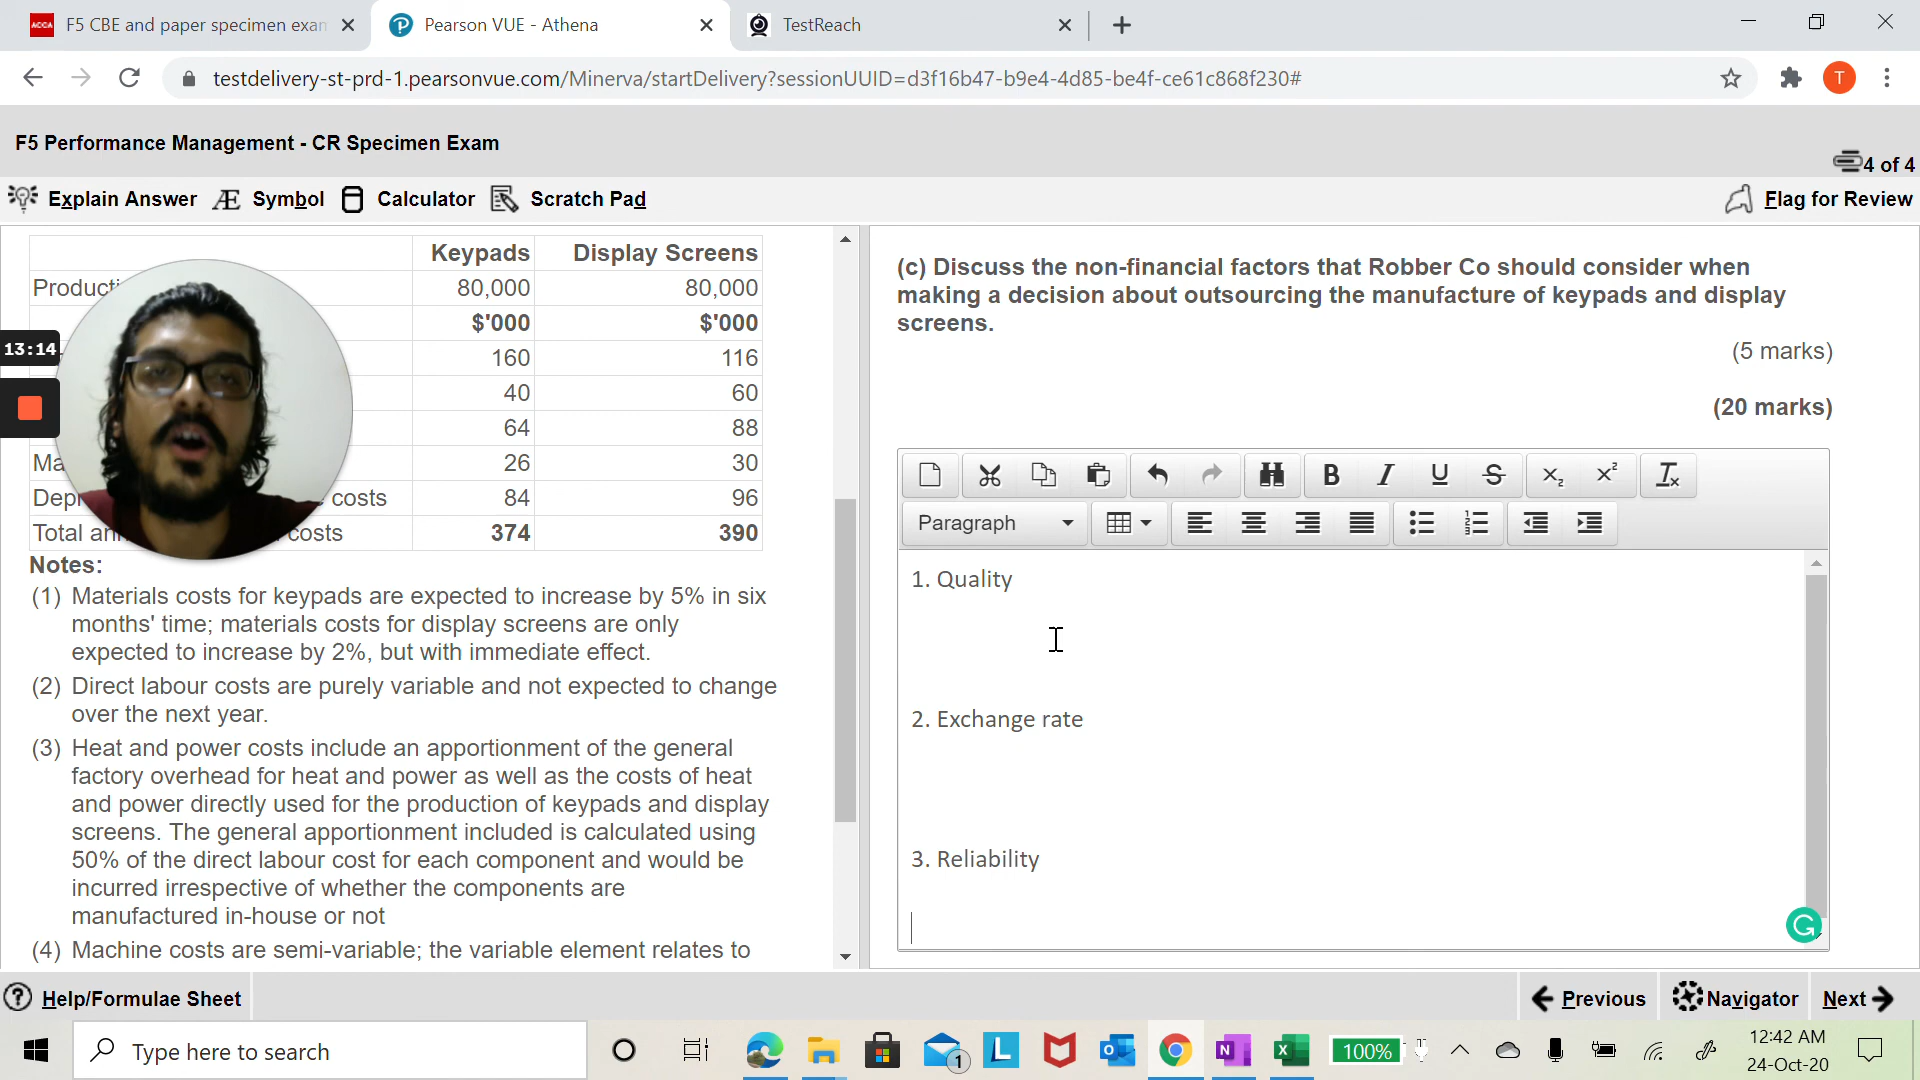 F5 CBE and paper specimen exan
Pearson VUE - Athena
TestReach
testdelivery-st-prd-1.pearsonvue.com/Minerva/startDelivery?sessionUUID=d3f16b47-b9e4-4d85-be4f-ce61c868f230#
T
F5 Performance Management - CR Specimen Exam
4 of 4
Explain Answer
Symbol
Calculator
Scratch Pad
Flag for Review
Keypads Display Screens
Producti 80,000 80,000
$'000 $'000
160 116
40 60
64 88
Ma 26 30
Dep costs 84 96
Total an costs 374 390
13:14
Notes:
(1) Materials costs for keypads are expected to increase by 5% in six
months' time; materials costs for display screens are only
expected to increase by 2%, but with immediate effect.
(2) Direct labour costs are purely variable and not expected to change
over the next year.
(3) Heat and power costs include an apportionment of the general
factory overhead for heat and power as well as the costs of heat
and power directly used for the production of keypads and display
screens. The general apportionment included is calculated using
50% of the direct labour cost for each component and would be
incurred irrespective of whether the components are
manufactured in-house or not
(4) Machine costs are semi-variable; the variable element relates to
(c) Discuss the non-financial factors that Robber Co should consider when
making a decision about outsourcing the manufacture of keypads and display
screens.
(5 marks)
(20 marks)
Paragraph
1. Quality
2. Exchange rate
3. Reliability
Help/Formulae Sheet
Previous
Navigator
Next
Type here to search
1
100%
12:42 AM
24-Oct-20